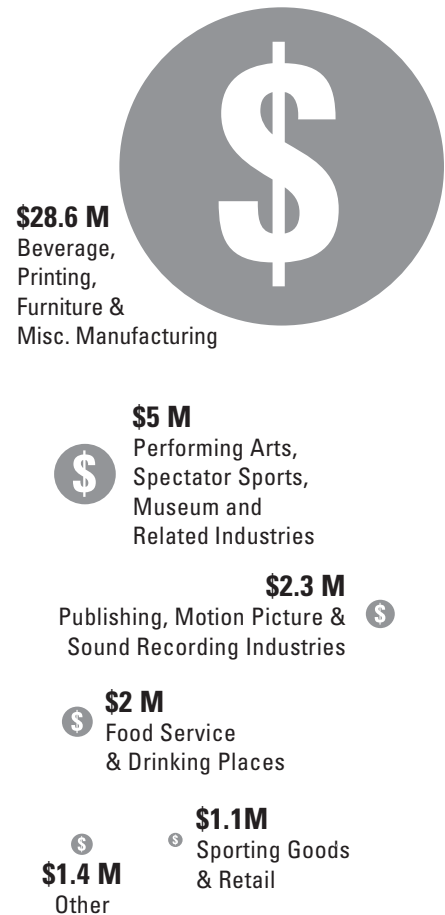 $
$28.6 M
Beverage,
Printing,
Furniture &
Misc. Manufacturing
$
$5 M
Performing Arts,
Spectator Sports,
Museum and
Related Industries
$2.3 M
Publishing, Motion Picture &
Sound Recording Industries
$
$
$2 M
Food Service
& Drinking Places
$
$1.4 M
Other
$
$1.1M
Sporting Goods
& Retail